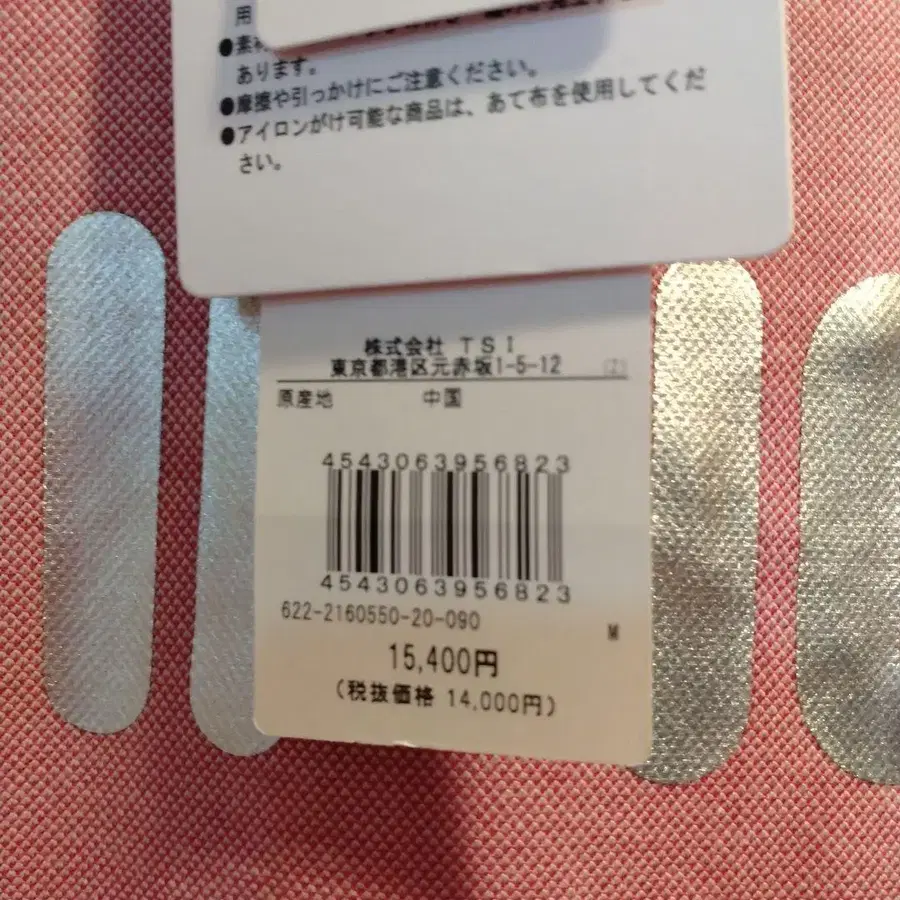 用
●素材
あります。
●摩擦や引っかけにご注意ください。
●アイロンがけ可能な商品は、あて布を使用してくだ
さい。
株式会社 TSI
東京都港区元赤坂1-5-12 (Z)
原産地 中国
4543063956823
4543063956823
622-2160550-20-090
M
15,400円
(税抜価格 14,000円)